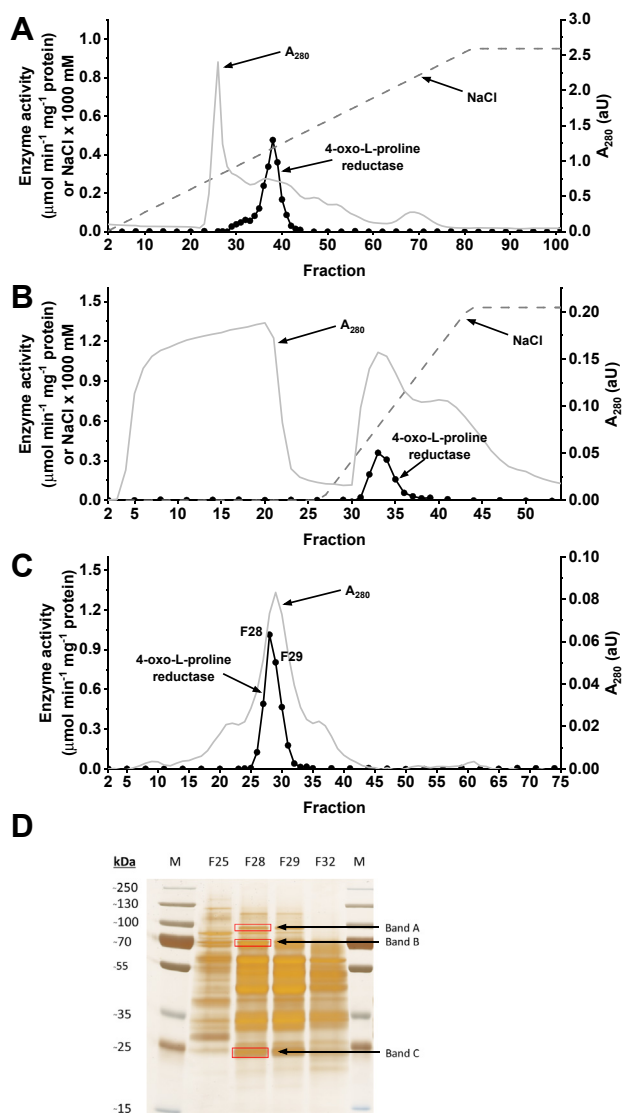 A
Enzyme activity
(µmol min⁻¹ mg⁻¹ protein)
or NaCl x 1000 mM
1.0
0.8
0.6
0.4
0.2
0.0
A₂₈₀
NaCl
4-oxo-L-proline
reductase
3.0
2.5
2.0
1.5
1.0
0.5
0.0
A₂₈₀ (aU)
2 10 20 30 40 50 60 70 80 90 100
Fraction
B
Enzyme activity
(µmol min⁻¹ mg⁻¹ protein)
or NaCl x 1000 mM
1.5
1.2
0.9
0.6
0.3
0.0
A₂₈₀
NaCl
4-oxo-L-proline
reductase
0.20
0.15
0.10
0.05
0.00
A₂₈₀ (aU)
2 5 10 15 20 25 30 35 40 45 50
Fraction
C
Enzyme activity
(µmol min⁻¹ mg⁻¹ protein)
1.5
1.2
0.9
0.6
0.3
0.0
A₂₈₀
F28
F29
4-oxo-L-proline
reductase
0.10
0.08
0.06
0.04
0.02
0.00
A₂₈₀ (aU)
2 5 10 15 20 25 30 35 41 47 53 58 64 70 75
Fraction
D
kDa M F25 F28 F29 F32 M
-250
-130
-100
-70
-55
-35
-25
-15
Band A
Band B
Band C